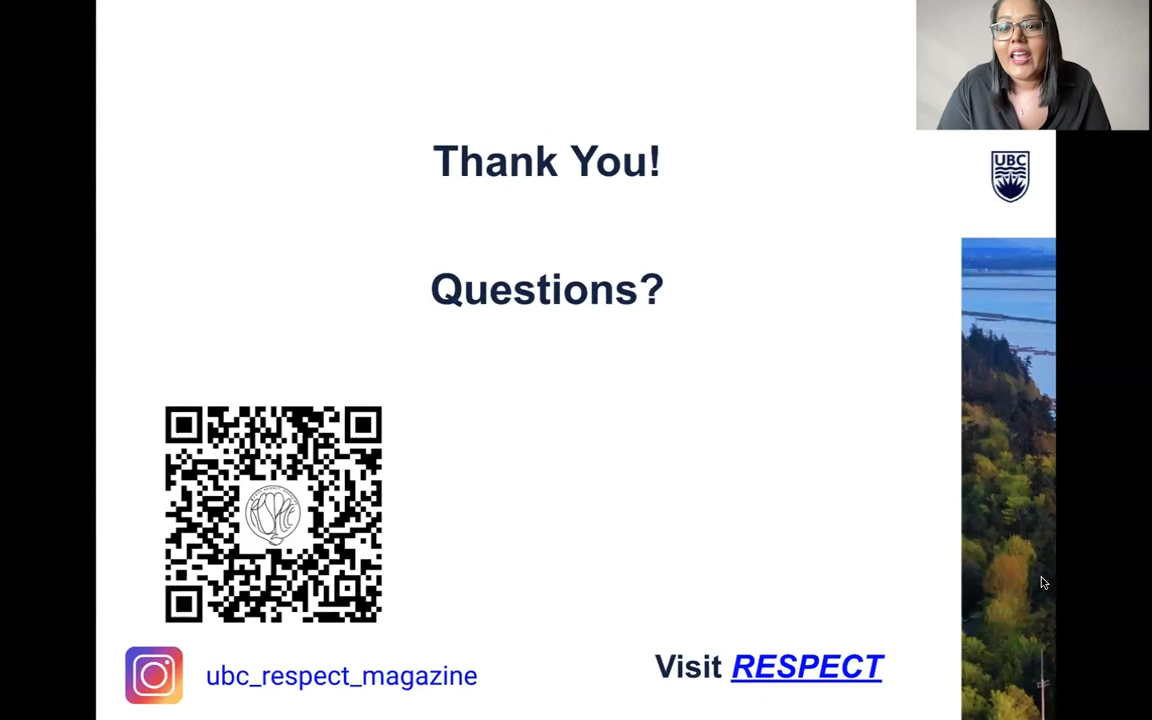 Thank You!
UBC
Questions?
ubc_respect_magazine
Visit RESPECT